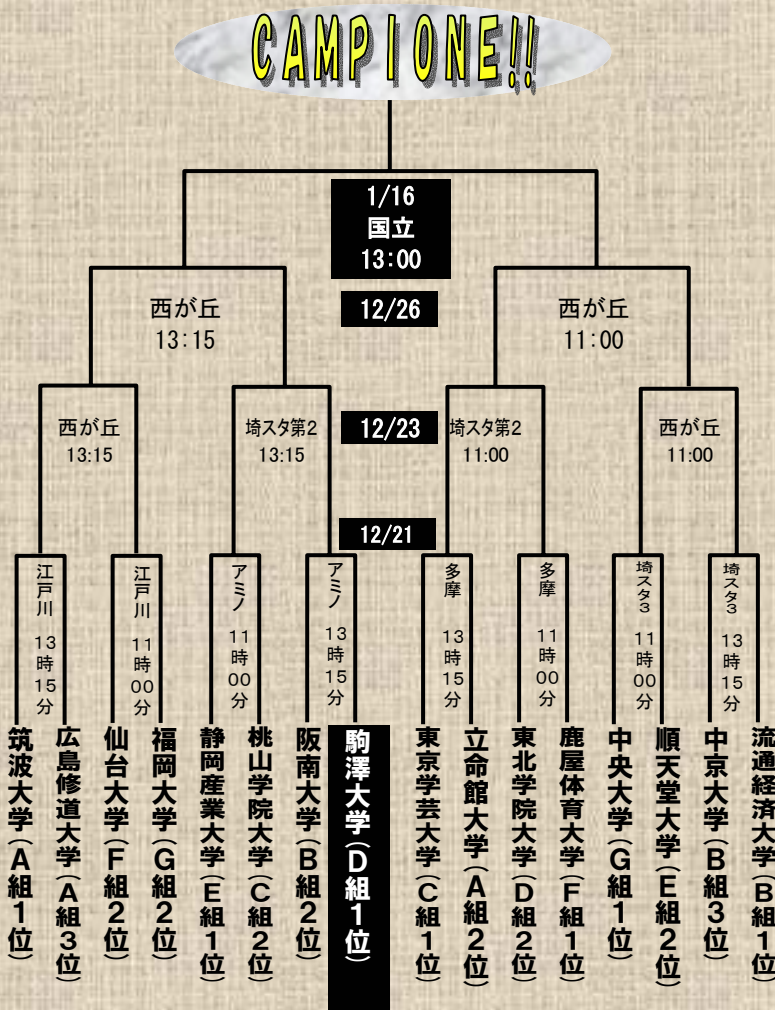 CAMPIONE!!
1/16
国立
13:00
12/26
西が丘
13:15
西が丘
11:00
12/23
西が丘
13:15
埼スタ第2
13:15
埼スタ第2
11:00
西が丘
11:00
12/21
江戸川 13時15分
江戸川 11時00分
アミノ 11時00分
アミノ 13時15分
多摩 13時15分
多摩 11時00分
埼スタ3 11時00分
埼スタ3 13時15分
筑波大学(A組1位)
広島修道大学(A組3位)
仙台大学(F組2位)
福岡大学(G組2位)
静岡産業大学(E組1位)
桃山学院大学(C組2位)
阪南大学(B組2位)
駒澤大学(D組1位)
東京学芸大学(C組1位)
立命館大学(A組2位)
東北学院大学(D組2位)
鹿屋体育大学(F組1位)
中央大学(G組1位)
順天堂大学(E組2位)
中京大学(B組3位)
流通経済大学(B組1位)